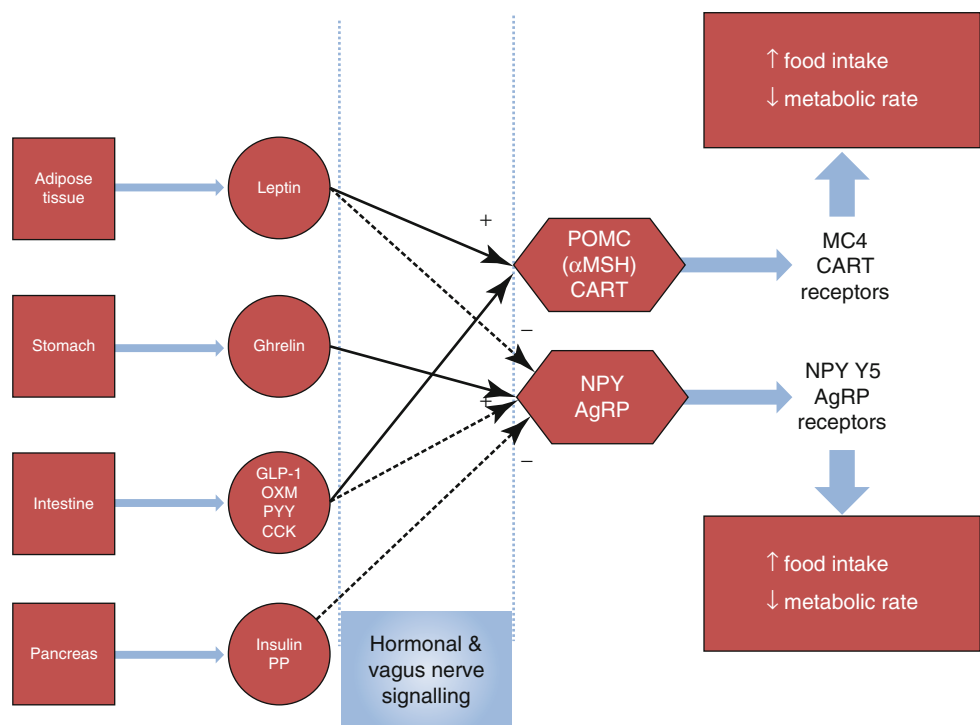 ↑ food intake
↓ metabolic rate
Adipose
tissue
Leptin
+
POMC
(αMSH)
CART
MC4
CART
receptors
Stomach
Ghrelin
–
+
NPY
AgRP
NPY Y5
AgRP
receptors
–
Intestine
GLP-1
OXM
PYY
CCK
↑ food intake
↓ metabolic rate
Pancreas
Insulin
PP
Hormonal &
vagus nerve
signalling